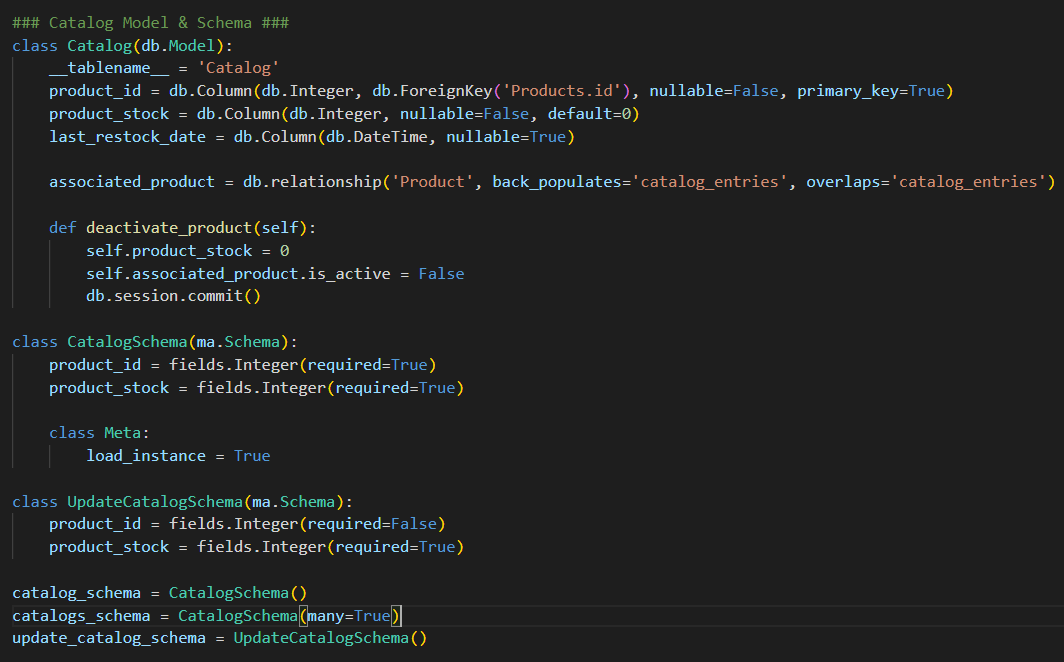 ### Catalog Model & Schema ###
class Catalog(db.Model):
    __tablename__ = 'Catalog'
    product_id = db.Column(db.Integer, db.ForeignKey('Products.id'), nullable=False, primary_key=True)
    product_stock = db.Column(db.Integer, nullable=False, default=0)
    last_restock_date = db.Column(db.DateTime, nullable=True)

    associated_product = db.relationship('Product', back_populates='catalog_entries', overlaps='catalog_entries')

    def deactivate_product(self):
        self.product_stock = 0
        self.associated_product.is_active = False
        db.session.commit()

class CatalogSchema(ma.Schema):
    product_id = fields.Integer(required=True)
    product_stock = fields.Integer(required=True)

    class Meta:
        load_instance = True

class UpdateCatalogSchema(ma.Schema):
    product_id = fields.Integer(required=False)
    product_stock = fields.Integer(required=True)

catalog_schema = CatalogSchema()
catalogs_schema = CatalogSchema(many=True)
update_catalog_schema = UpdateCatalogSchema()